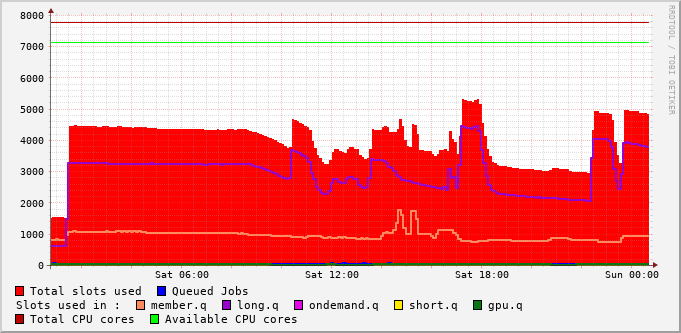 8000
7000
6000
5000
4000
3000
2000
1000
0
Sat 06:00 Sat 12:00 Sat 18:00 Sun 00:00
RRDTOOL / TOBI OETIKER
Total slots used Queued Jobs
Slots used in : member.q long.q ondemand.q short.q gpu.q
Total CPU cores Available CPU cores